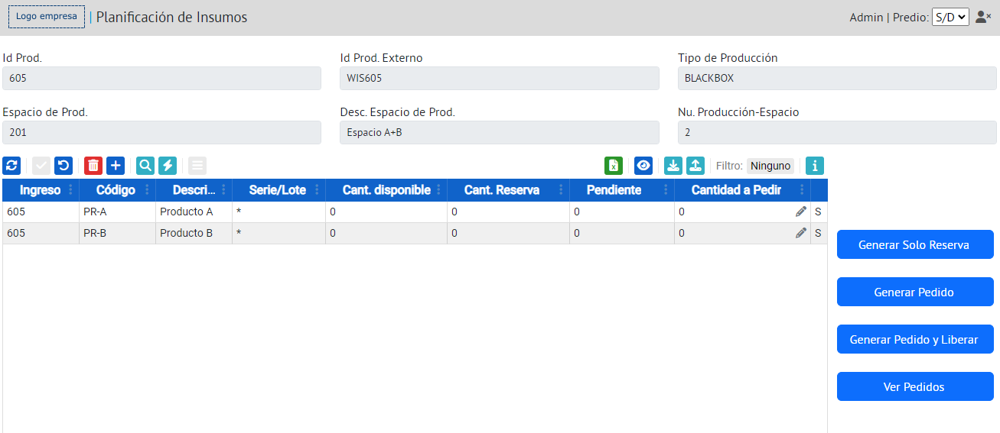 Logo empresa | Planificación de Insumos Admin | Predio: S/D
Id Prod. Id Prod. Externo Tipo de Producción
605 WIS605 BLACKBOX
Espacio de Prod. Desc. Espacio de Prod. Nu. Producción-Espacio
201 Espacio A+B 2
Filtro: Ninguno
Ingreso Código Descri... Serie/Lote Cant. disponible Cant. Reserva Pendiente Cantidad a Pedir
605 PR-A Producto A * 0 0 0 0 S
605 PR-B Producto B * 0 0 0 0 S
Generar Solo Reserva
Generar Pedido
Generar Pedido y Liberar
Ver Pedidos